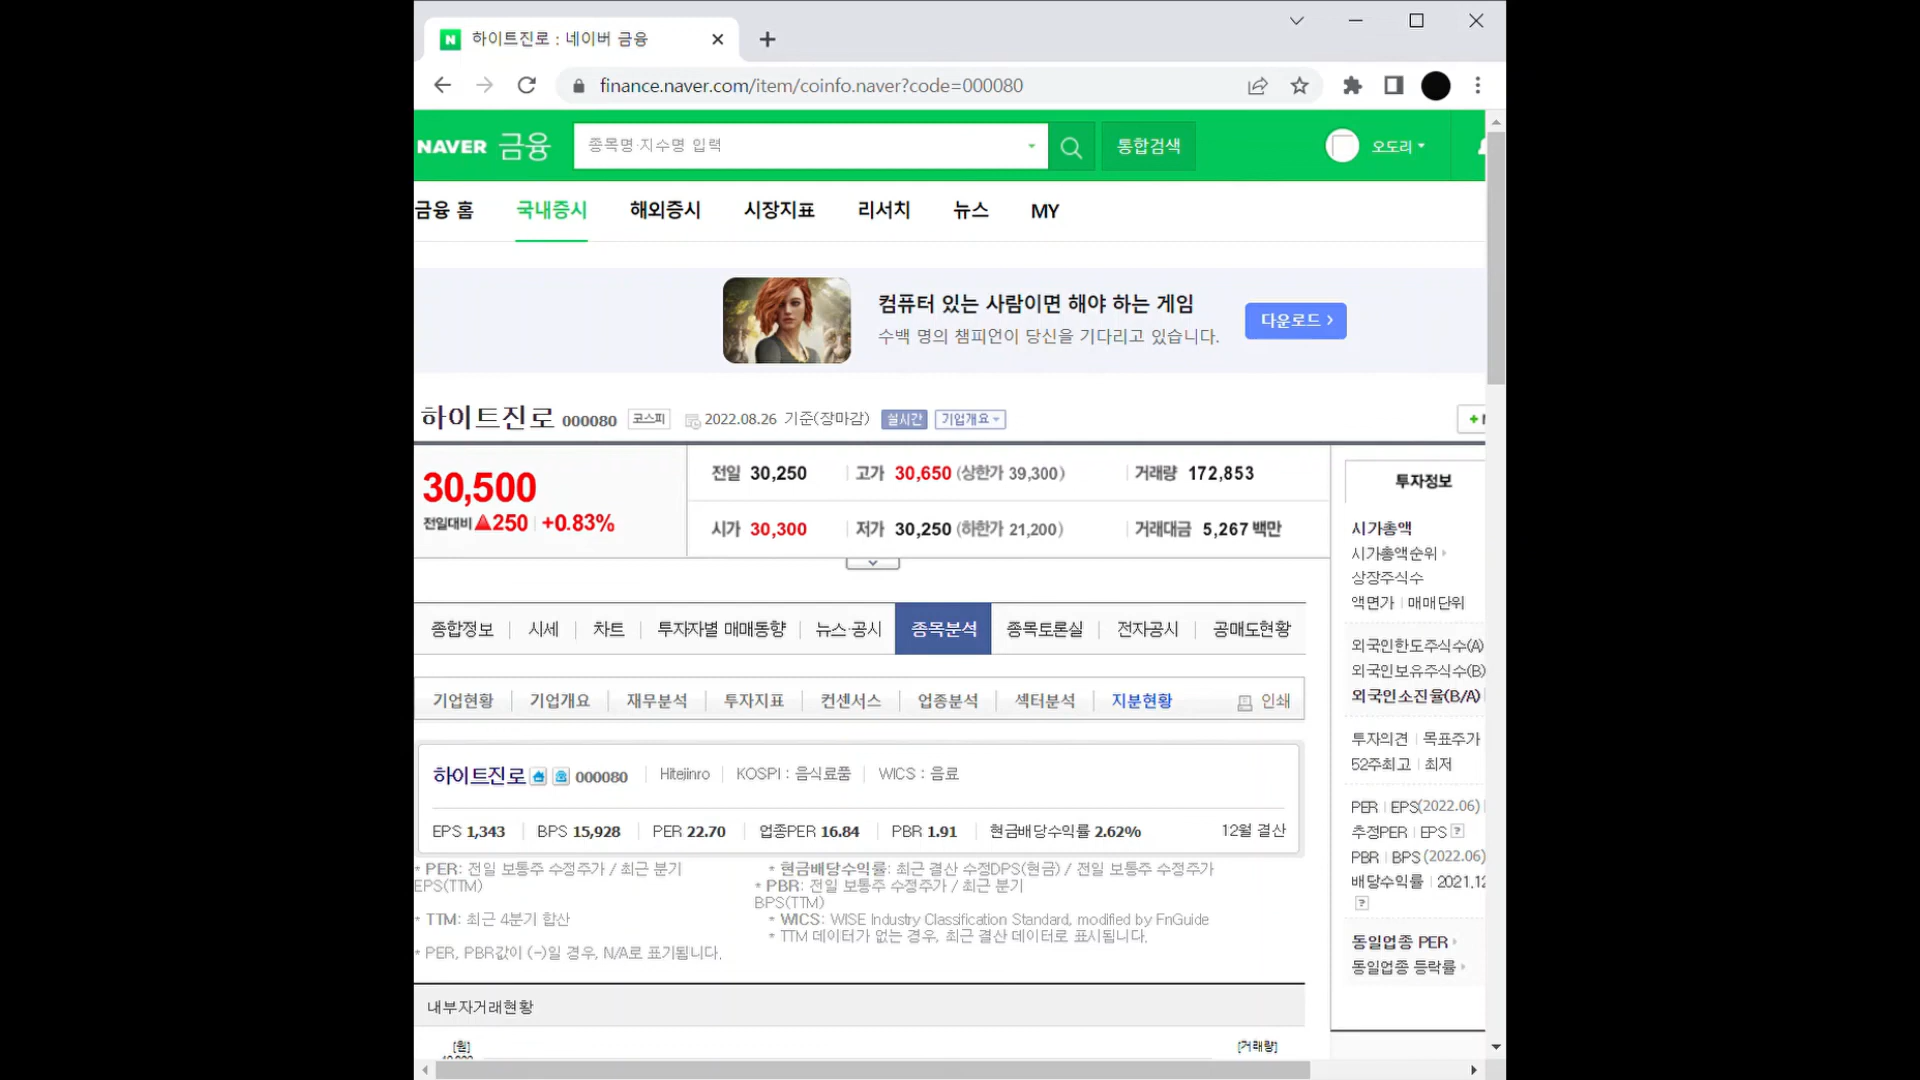 하이트진로 : 네이버 금융
finance.naver.com/item/coinfo.naver?code=000080
NAVER 금융
종목명·지수명 입력
통합검색
오도리
금융 홈 국내증시 해외증시 시장지표 리서치 뉴스 MY
컴퓨터 있는 사람이면 해야 하는 게임
수백 명의 챔피언이 당신을 기다리고 있습니다.
다운로드 >
하이트진로 000080 코스피 2022.08.26 기준(장마감) 실시간 기업개요
30,500
전일대비 ▲250 +0.83%
전일 30,250 고가 30,650 (상한가 39,300) 거래량 172,853
시가 30,300 저가 30,250 (하한가 21,200) 거래대금 5,267 백만
종합정보 시세 차트 투자자별 매매동향 뉴스·공시 종목분석 종목토론실 전자공시 공매도현황
기업현황 기업개요 재무분석 투자지표 컨센서스 업종분석 섹터분석 지분현황 인쇄
하이트진로 000080 Hitejinro KOSPI : 음식료품 WICS : 음료
EPS 1,343 BPS 15,928 PER 22.70 업종PER 16.84 PBR 1.91 현금배당수익률 2.62% 12월 결산
* PER: 전일 보통주 수정주가 / 최근 분기
EPS(TTM)
* 현금배당수익률: 최근 결산 수정DPS(현금) / 전일 보통주 수정주가
* PBR: 전일 보통주 수정주가 / 최근 분기
BPS(TTM)
* TTM: 최근 4분기 합산
* WICS: WISE Industry Classification Standard, modified by FnGuide
* TTM 데이터가 없는 경우, 최근 결산 데이터로 표시됩니다.
* PER, PBR값이 (-)일 경우, N/A로 표기됩니다.
내부자거래현황
[원]
[거래량]
투자정보
시가총액
시가총액순위
상장주식수
액면가 매매단위
외국인한도주식수(A)
외국인보유주식수(B)
외국인소진율(B/A)
투자의견 목표주가
52주최고 최저
PER EPS(2022.06)
추정PER EPS ?
PBR BPS (2022.06)
배당수익률 2021.12
?
동일업종 PER
동일업종 등락률